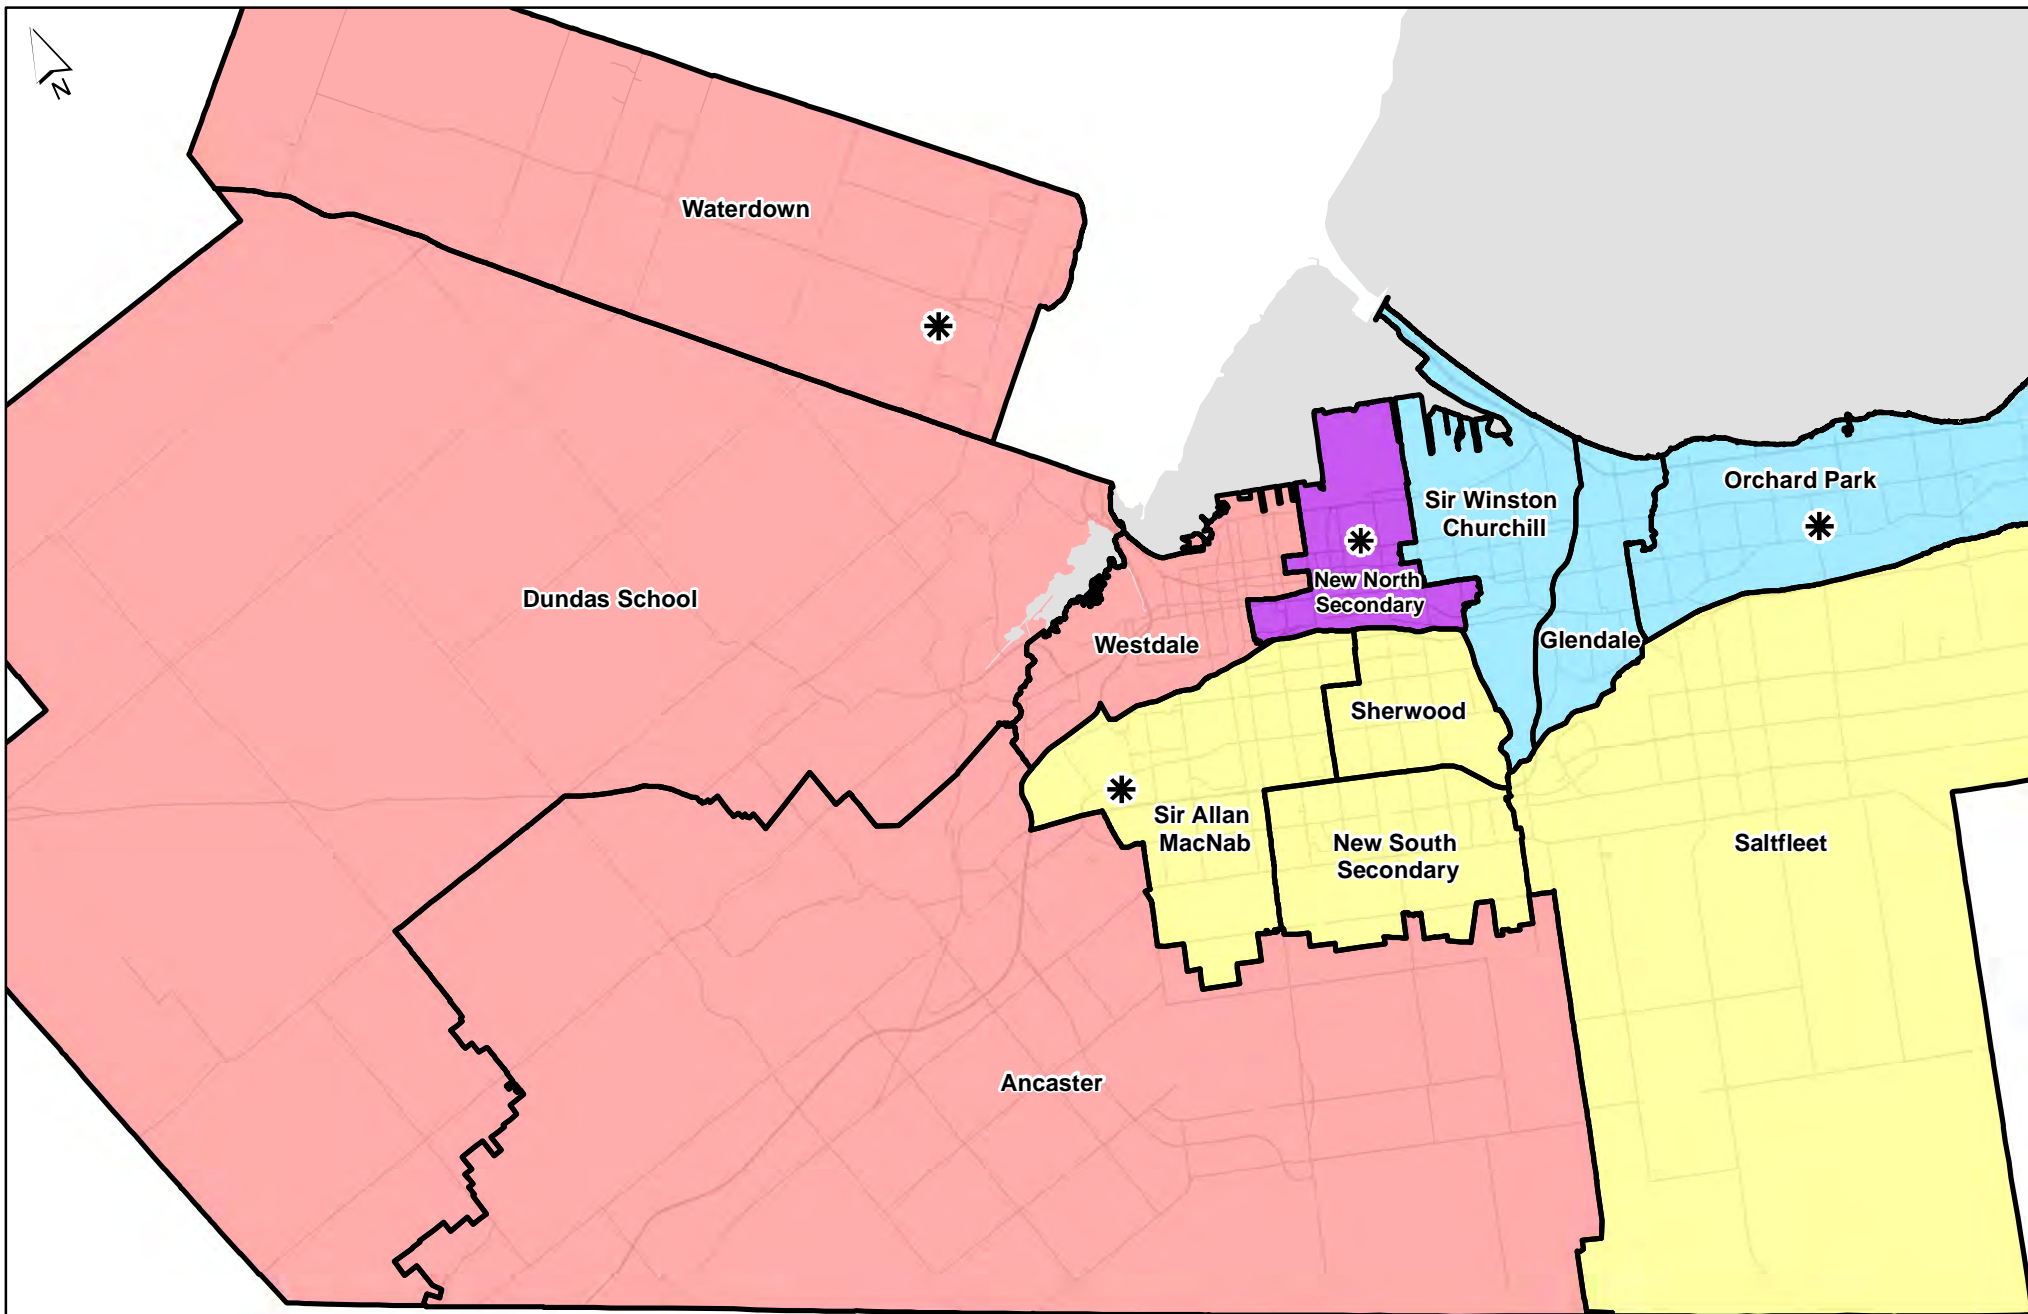 N
Waterdown
Orchard Park
Sir Winston
Churchill
New North
Secondary
Dundas School
Westdale
Glendale
Sherwood
Sir Allan
MacNab
New South
Secondary
Saltfleet
Ancaster